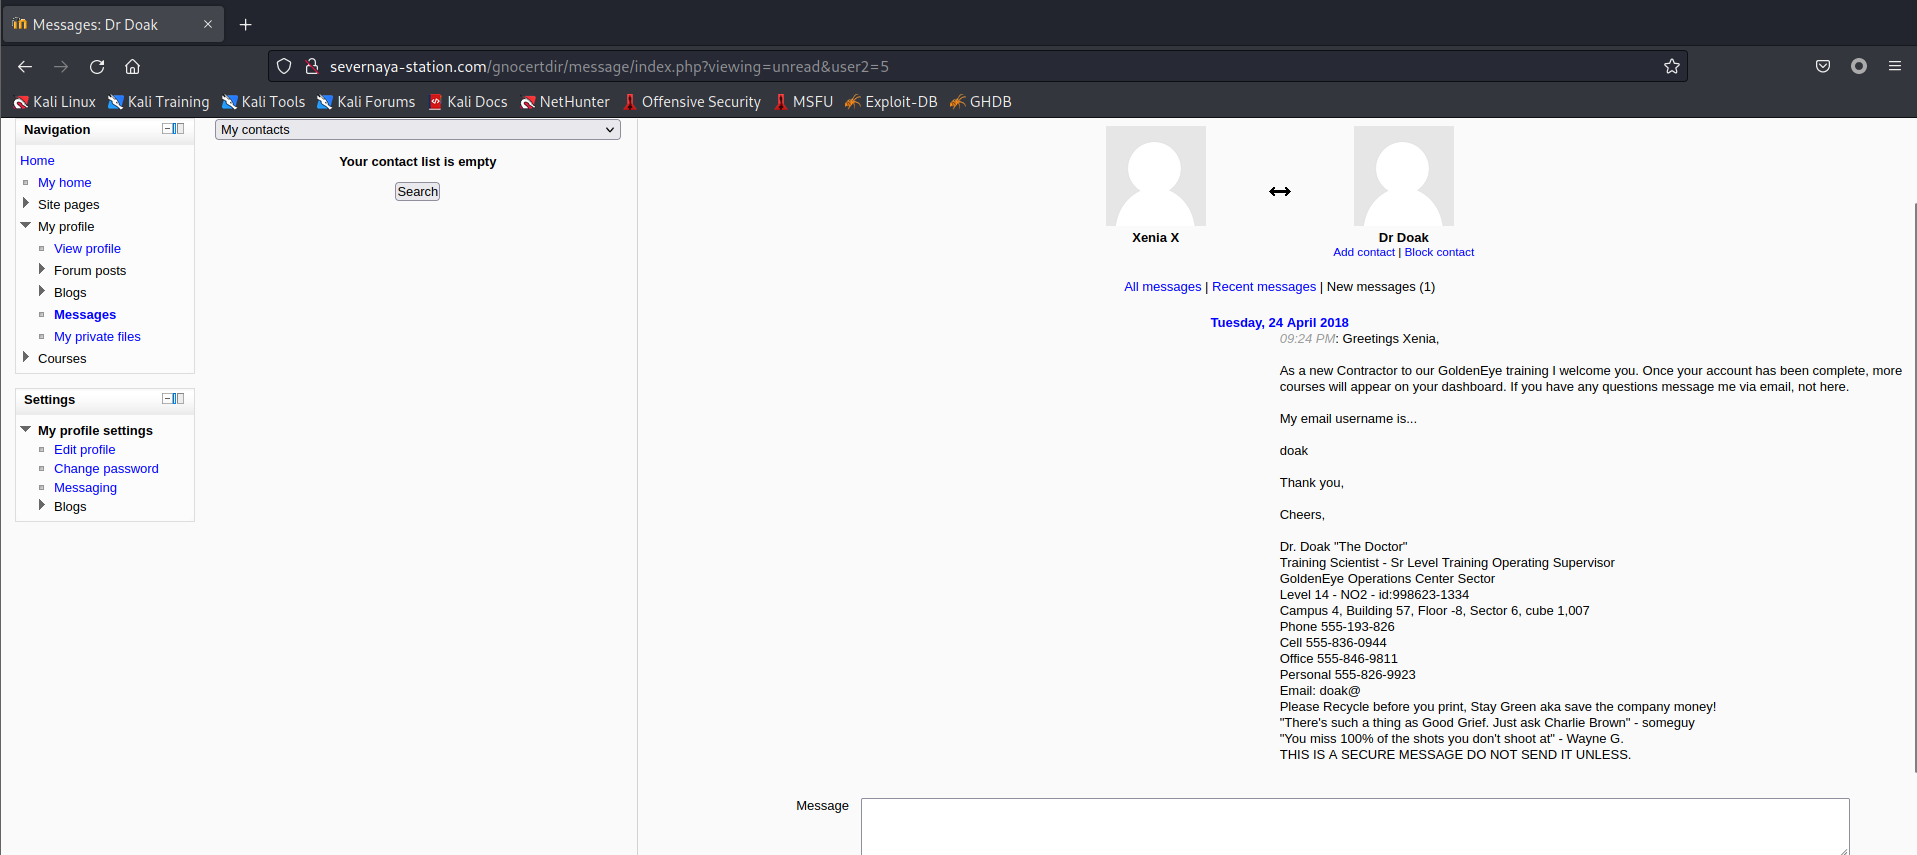 Messages: Dr Doak
severnaya-station.com/gnocertdir/message/index.php?viewing=unread&user2=5
Kali Linux Kali Training Kali Tools Kali Forums Kali Docs NetHunter Offensive Security MSFU Exploit-DB GHDB
Navigation
Home
My home
Site pages
My profile
View profile
Forum posts
Blogs
Messages
My private files
Courses
Settings
My profile settings
Edit profile
Change password
Messaging
Blogs
My contacts
Your contact list is empty
Search
Xenia X
Dr Doak
Add contact | Block contact
All messages | Recent messages | New messages (1)
Tuesday, 24 April 2018
09:24 PM: Greetings Xenia,
As a new Contractor to our GoldenEye training I welcome you. Once your account has been complete, more
courses will appear on your dashboard. If you have any questions message me via email, not here.
My email username is...
doak
Thank you,
Cheers,
Dr. Doak "The Doctor"
Training Scientist - Sr Level Training Operating Supervisor
GoldenEye Operations Center Sector
Level 14 - NO2 - id:998623-1334
Campus 4, Building 57, Floor -8, Sector 6, cube 1,007
Phone 555-193-826
Cell 555-836-0944
Office 555-846-9811
Personal 555-826-9923
Email: doak@
Please Recycle before you print, Stay Green aka save the company money!
"There's such a thing as Good Grief. Just ask Charlie Brown" - someguy
"You miss 100% of the shots you don't shoot at" - Wayne G.
THIS IS A SECURE MESSAGE DO NOT SEND IT UNLESS.
Message